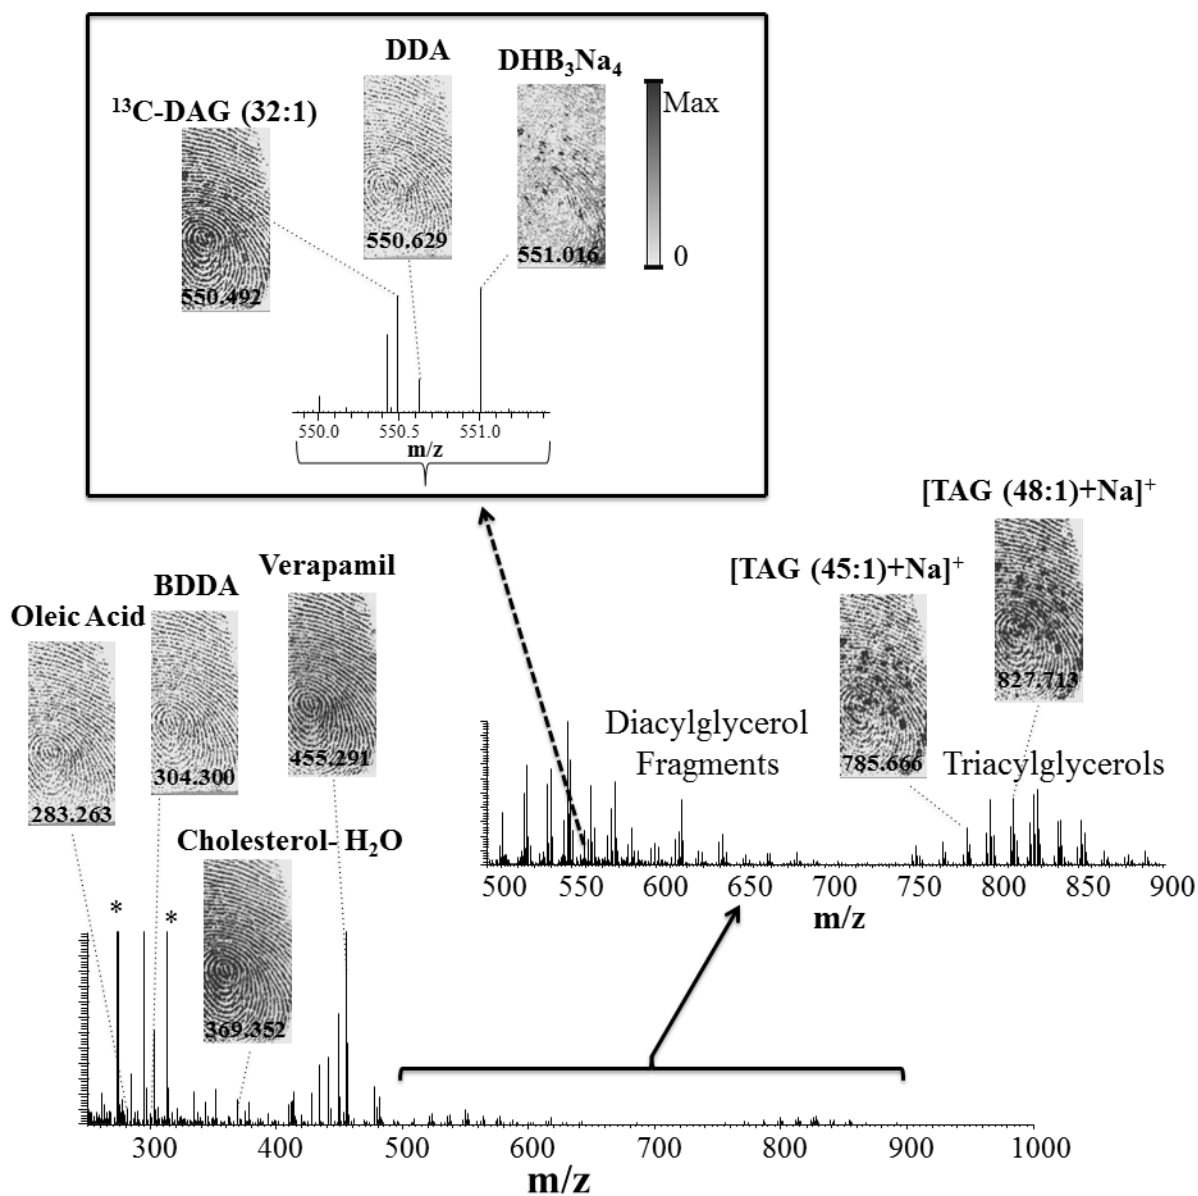 DDA
DHB₃Na₄
¹³C-DAG (32:1)
Max
550.629
551.016
0
550.492
550.0 550.5 551.0
m/z
[TAG (48:1)+Na]⁺
Verapamil
[TAG (45:1)+Na]⁺
BDDA
Oleic Acid
827.713
Diacylglycerol
Fragments
455.291
304.300
785.666
Triacylglycerols
283.263
Cholesterol- H₂O
500 550 600 650 700 750 800 850 900
m/z
* *
369.352
300 400 500 600 700 800 900 1000
m/z